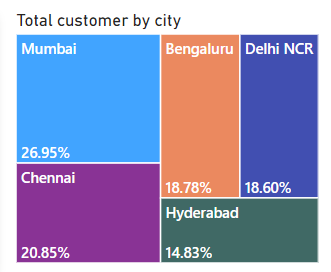 Total customer by city
Mumbai
26.95%
Chennai
20.85%
Bengaluru
18.78%
Delhi NCR
18.60%
Hyderabad
14.83%